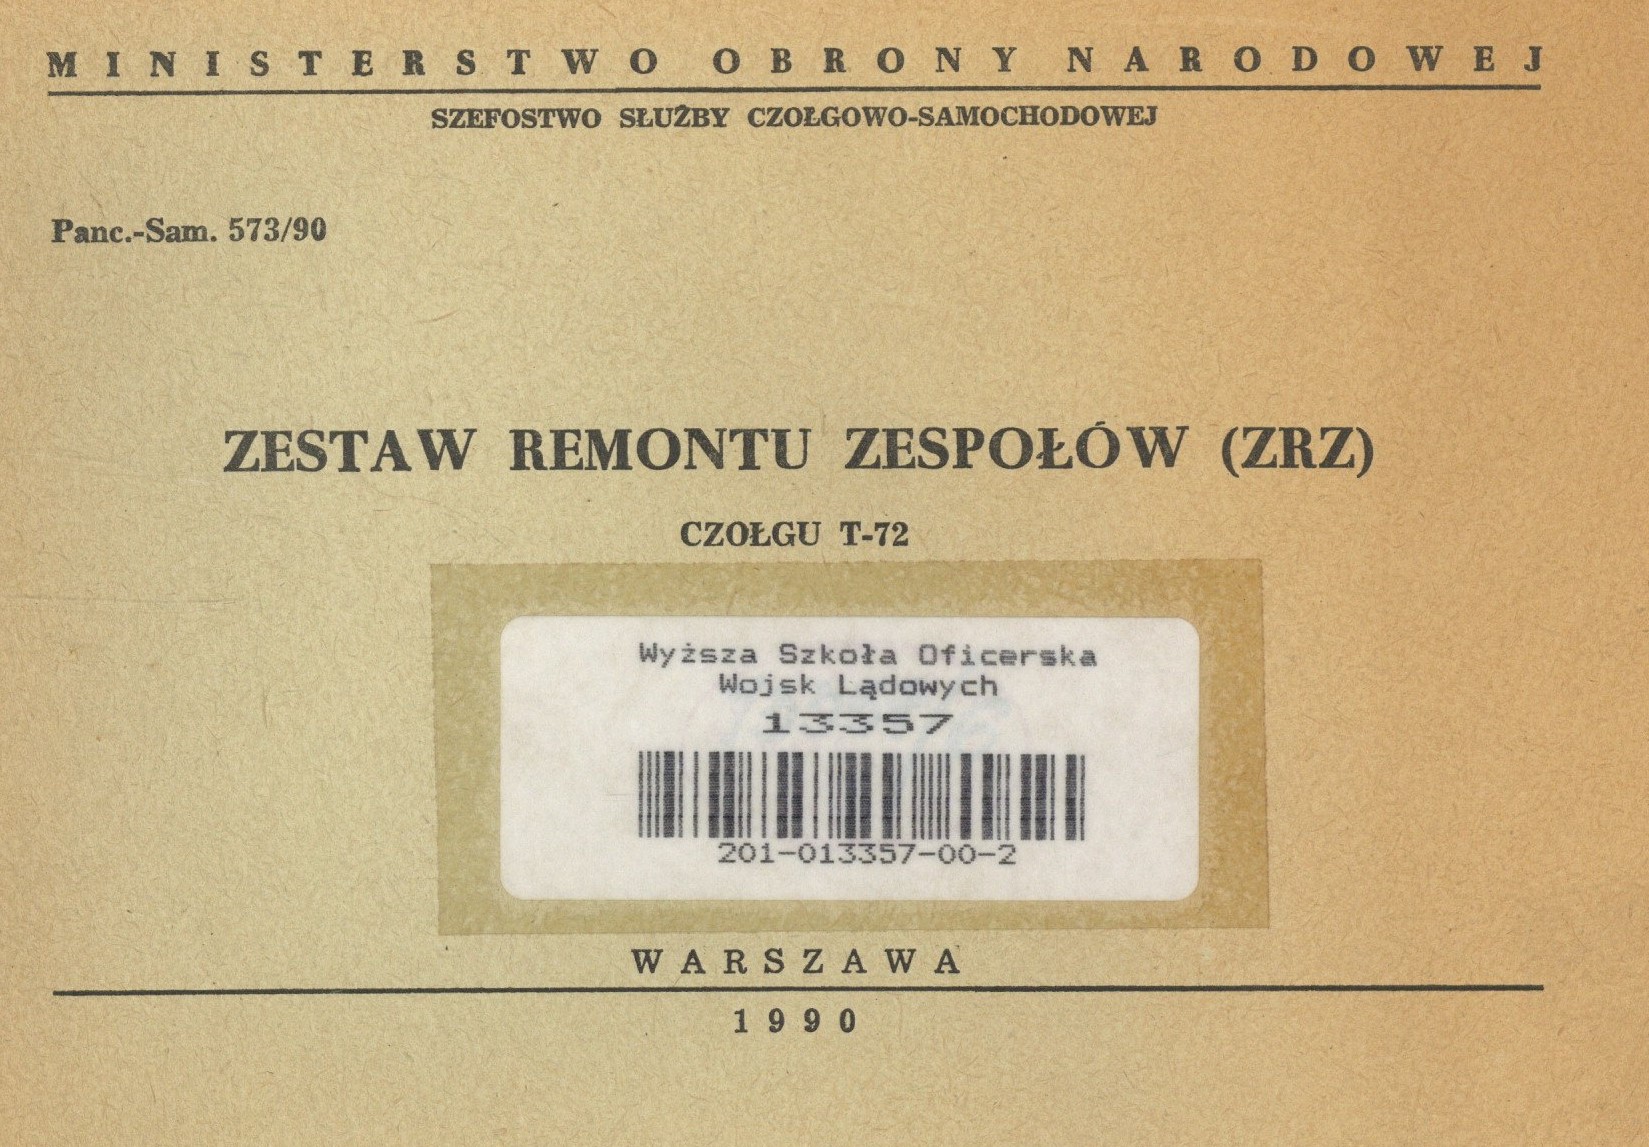 MINISTERSTWO OBRONY NARODOWEJ
SZEFOSTWO SŁUŻBY CZOŁGOWO-SAMOCHODOWEJ
Panc.-Sam. 573/90
ZESTAW REMONTU ZESPOŁÓW (ZRZ)
CZOŁGU T-72
Wyższa Szkoła Oficerska
Wojsk Lądowych
13357
201-013357-00-2
WARSZAWA
1990